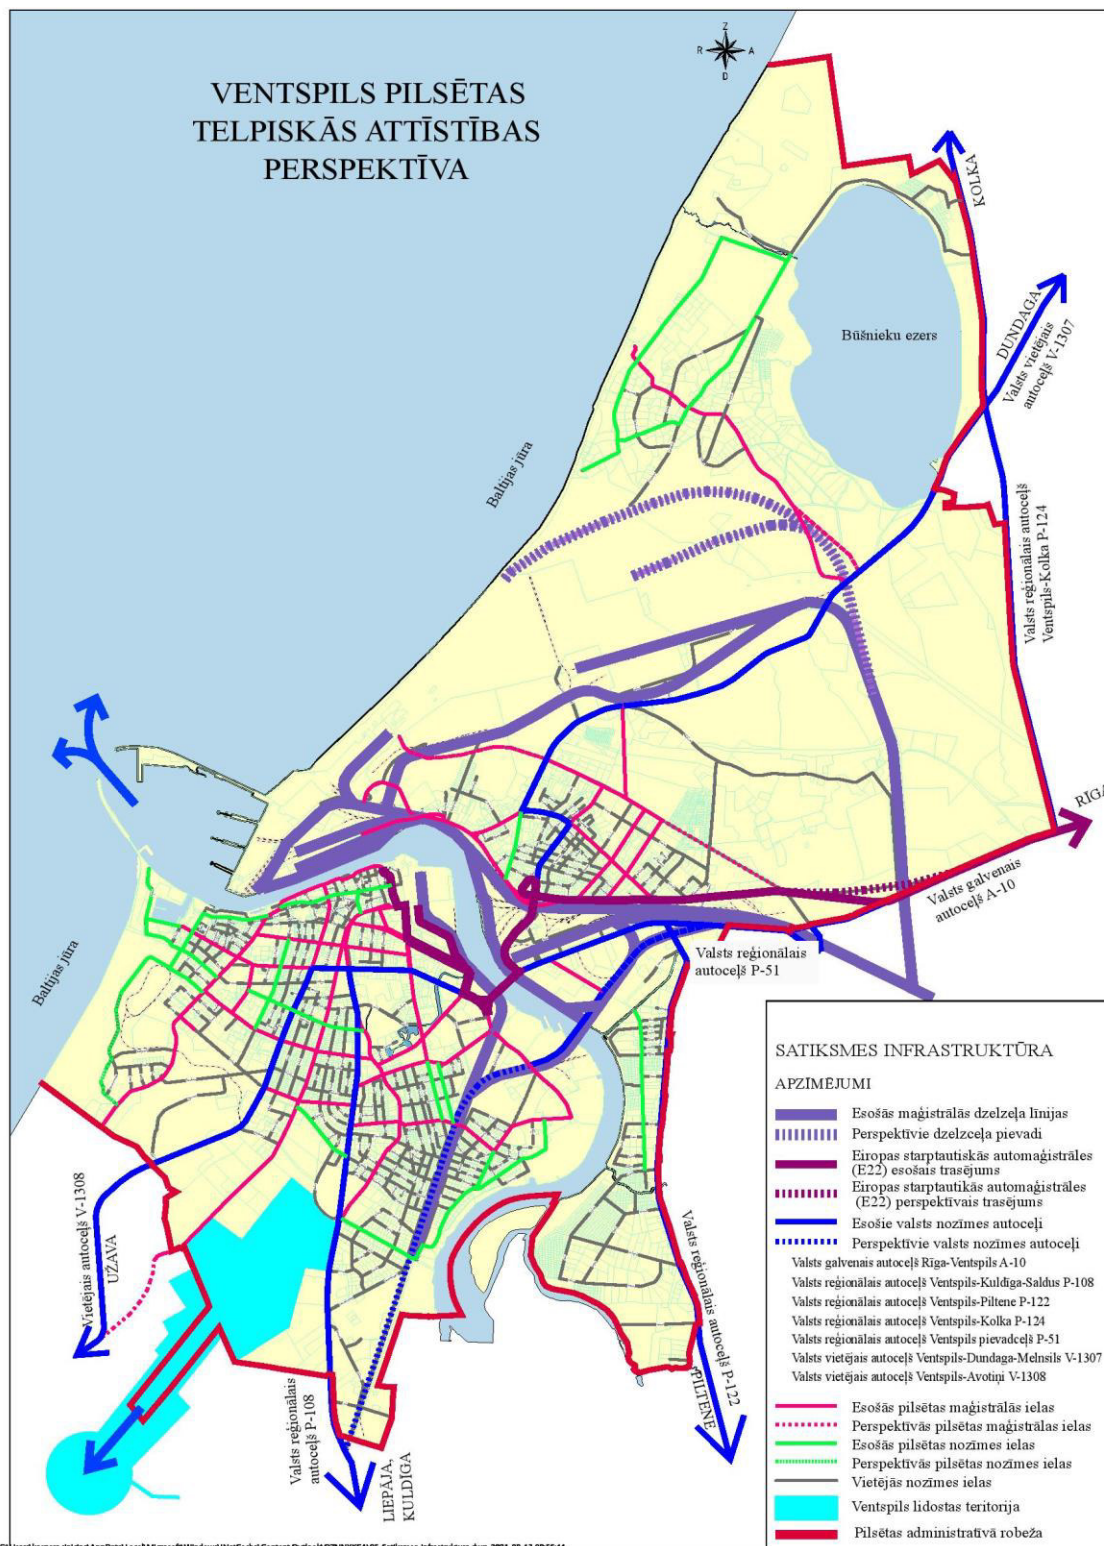 VENTSPILS PILSĒTAS
TELPISKĀS ATTĪSTĪBAS
PERSPEKTĪVA
Z
R
A
D
KOLKA
DUNDAGA
Valsts vietējais
autoceļš V-1307
Būšnieku ezers
Baltijas jūra
Valsts reģionālais autoceļš
Ventspils-Kolka P-124
RĪGA
Valsts galvenais
autoceļš A-10
Valsts reģionālais
autoceļš P-51
Baltijas jūra
Vietējais autoceļš V-1308
UŽAVA
Valsts reģionālais
autoceļš P-108
LIEPĀJA,
KULDĪGA
Valsts reģionālais autoceļš P-122
PILTENE
SATIKSMES INFRASTRUKTŪRA
APZĪMĒJUMI
Esošās maģistrālās dzelzeļa līnijas
Perspektīvie dzelzceļa pievadi
Eiropas starptautiskās automaģistrāles
(E22) esošais trasējums
Eiropas starptautikās automaģistrāles
(E22) perspektīvais trasējums
Esošie valsts nozīmes autoceļi
Perspektīvie valsts nozīmes autoceļi
Valsts galvenais autoceļš Rīga-Ventspils A-10
Valsts reģionālais autoceļš Ventspils-Kuldīga-Saldus P-108
Valsts reģionālais autoceļš Ventspils-Piltene P-122
Valsts reģionālais autoceļš Ventspils-Kolka P-124
Valsts reģionālais autoceļš Ventspils pievadceļš P-51
Valsts vietējais autoceļš Ventspils-Dundaga-Melnsils V-1307
Valsts vietējais autoceļš Ventspils-Avotiņi V-1308
Esošās pilsētas maģistrālās ielas
Perspektīvās pilsētas maģistrālas ielas
Esošās pilsētas nozīmes ielas
Perspektīvās pilsētas nozīmes ielas
Vietējās nozīmes ielas
Ventspils lidostas teritorija
Pilsētas administratīvā robeža